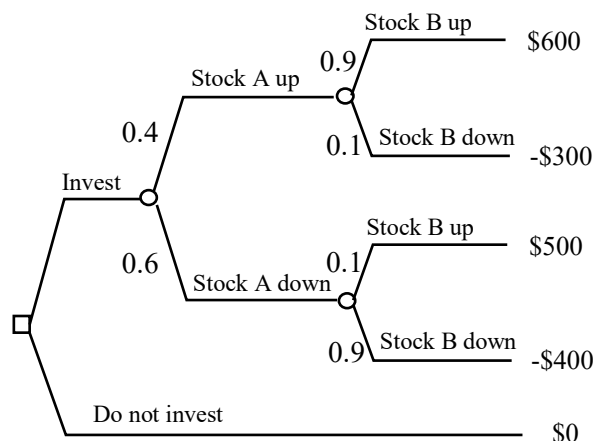 Stock B up
$600
0.9
Stock A up
0.4
0.1
Stock B down
-$300
Invest
Stock B up
$500
0.6
0.1
Stock A down
0.9
Stock B down
-$400
Do not invest
$0